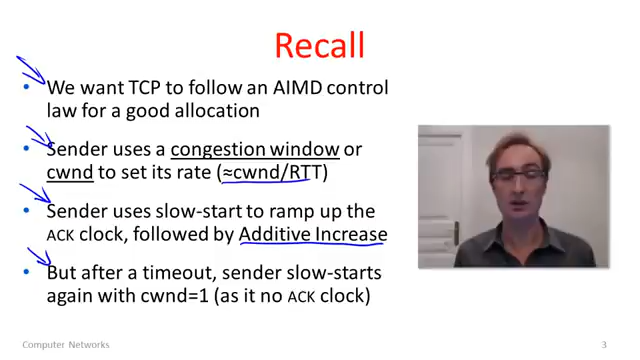 Recall
• We want TCP to follow an AIMD control
law for a good allocation
• Sender uses a congestion window or
cwnd to set its rate (≈cwnd/RTT)
• Sender uses slow-start to ramp up the
ACK clock, followed by Additive Increase
• But after a timeout, sender slow-starts
again with cwnd=1 (as it no ACK clock)
Computer Networks
3